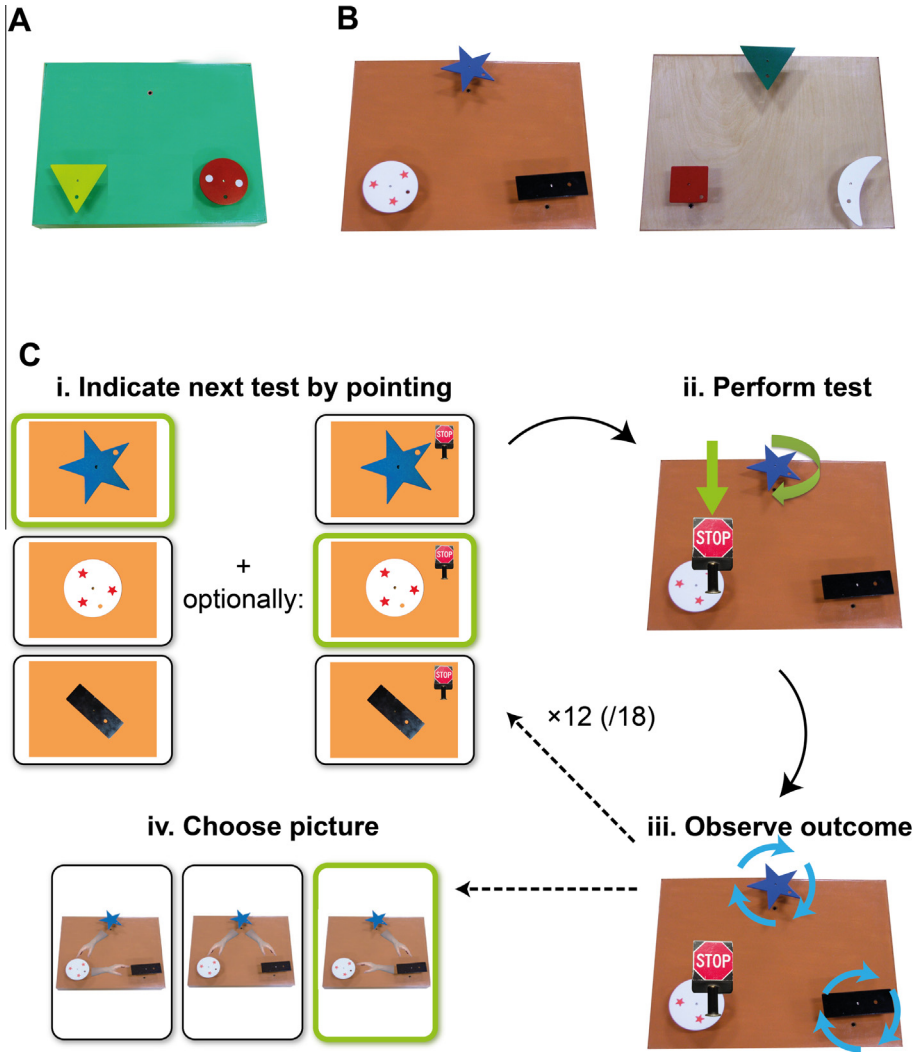 A
B
C
i. Indicate next test by pointing
ii. Perform test
STOP
+
optionally:
STOP
STOP
STOP
×12 (/18)
iv. Choose picture
iii. Observe outcome
STOP